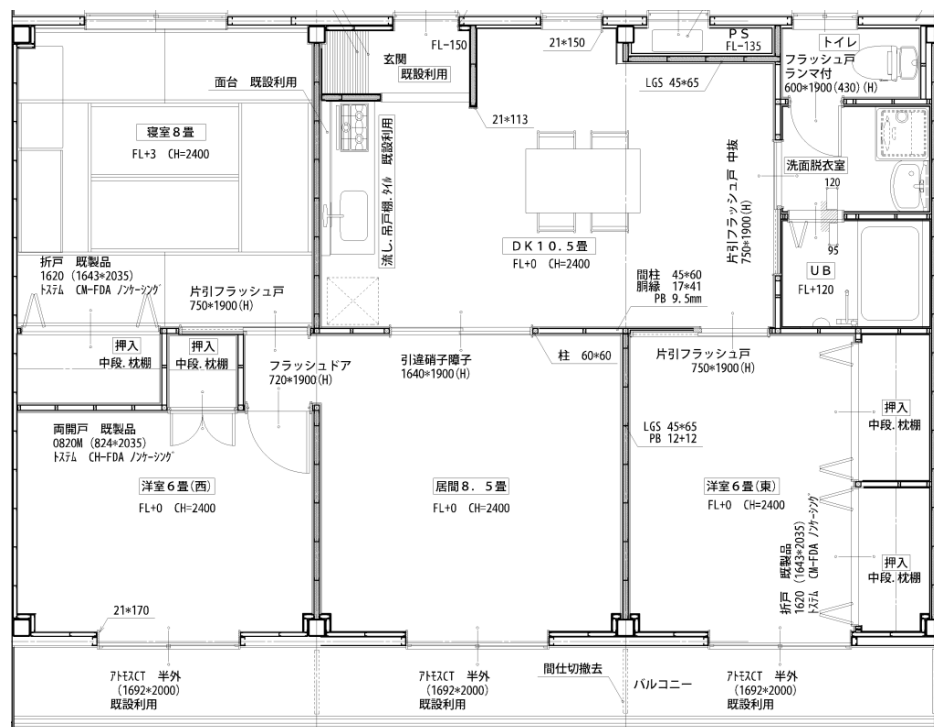 FL-150
21*150
PS
FL-135
トイレ
玄関
既設利用
フラッシュ戸
ランマ付
600*1900(430)(H)
面台 既設利用
LGS 45*65
21*113
寝室8畳
FL+3 CH=2400
流し.吊戸棚.タイル 既設利用
片引フラッシュ戸 中抜
750*1900(H)
洗面脱衣室
120
95
DK10.5畳
FL+0 CH=2400
UB
FL+120
折戸 既製品
1620 (1643*2035)
トステム CM-FDA ノンケーシング
片引フラッシュ戸
750*1900(H)
間柱 45*60
胴縁 17*41
PB 9.5mm
押入
中段.枕棚
押入
中段.枕棚
フラッシュドア
720*1900(H)
引違硝子障子
1640*1900(H)
柱 60*60
片引フラッシュ戸
750*1900(H)
押入
中段.枕棚
両開戸 既製品
0820M (824*2035)
トステム CH-FDA ノンケーシング
LGS 45*65
PB 12+12
洋室6畳(西)
FL+0 CH=2400
居間8.5畳
FL+0 CH=2400
洋室6畳(東)
FL+0 CH=2400
折戸 既製品
1620 (1643*2035)
トステム CM-FDA ノンケーシング
押入
中段.枕棚
21*170
アトモスCT 半外
(1692*2000)
既設利用
アトモスCT 半外
(1692*2000)
既設利用
間仕切撤去
バルコニー
アトモスCT 半外
(1692*2000)
既設利用